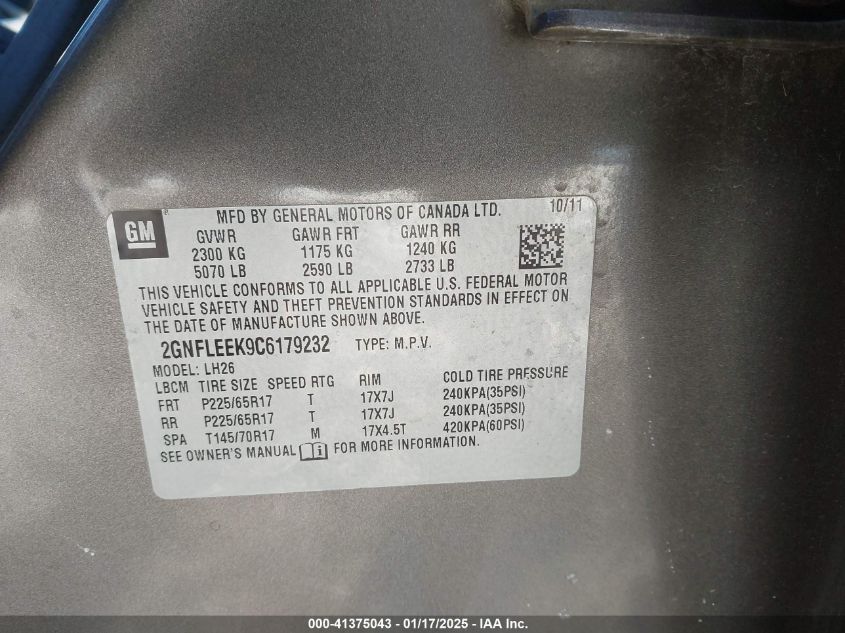 MFD BY GENERAL MOTORS OF CANADA LTD. 10/11
GM ®
GVWR GAWR FRT GAWR RR
2300 KG 1175 KG 1240 KG
5070 LB 2590 LB 2733 LB
THIS VEHICLE CONFORMS TO ALL APPLICABLE U.S. FEDERAL MOTOR
VEHICLE SAFETY AND THEFT PREVENTION STANDARDS IN EFFECT ON
THE DATE OF MANUFACTURE SHOWN ABOVE.
2GNFLEEK9C6179232 TYPE: M.P.V.
MODEL: LH26
LBCM TIRE SIZE SPEED RTG RIM COLD TIRE PRESSURE
FRT P225/65R17 T 17X7J 240KPA(35PSI)
RR P225/65R17 T 17X7J 240KPA(35PSI)
SPA T145/70R17 M 17X4.5T 420KPA(60PSI)
SEE OWNER'S MANUAL FOR MORE INFORMATION.
000-41375043 - 01/17/2025 - IAA Inc.